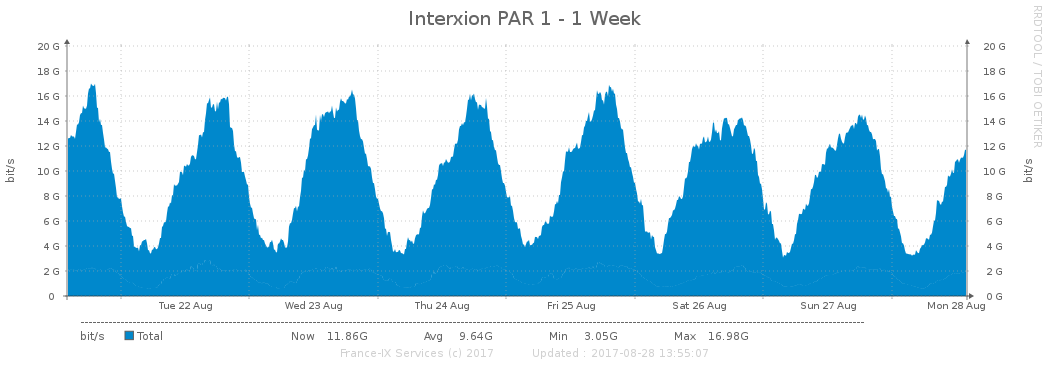 Interxion PAR 1 - 1 Week
RRDTOOL / TOBI OETIKER
bit/s
bit/s
20 G 20 G
18 G 18 G
16 G 16 G
14 G 14 G
12 G 12 G
10 G 10 G
8 G 8 G
6 G 6 G
4 G 4 G
2 G 2 G
0 0 G
Tue 22 Aug Wed 23 Aug Thu 24 Aug Fri 25 Aug Sat 26 Aug Sun 27 Aug Mon 28 Aug
bit/s Total Now 11.86G Avg 9.64G Min 3.05G Max 16.98G
France-IX Services (c) 2017 Updated : 2017-08-28 13:55:07